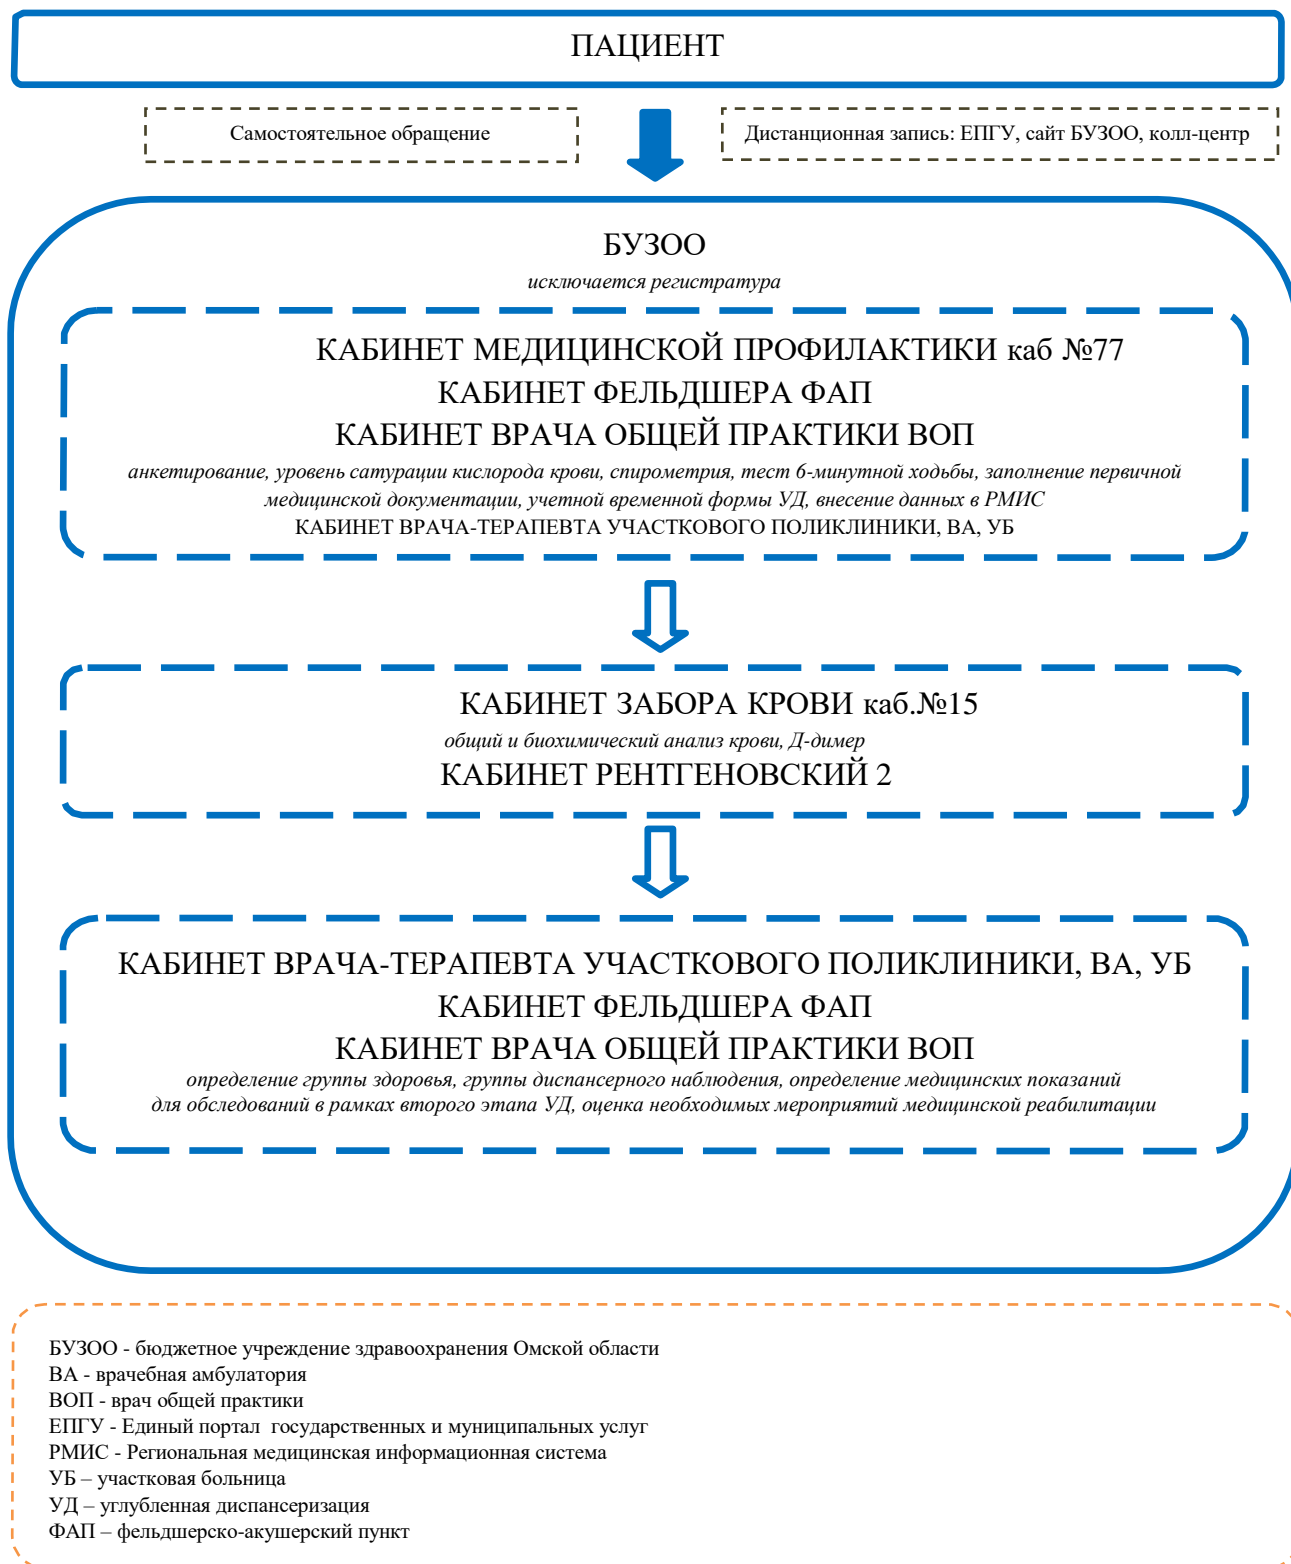 ПАЦИЕНТ
Самостоятельное обращение
Дистанционная запись: ЕПГУ, сайт БУЗОО, колл-центр
БУЗОО
исключается регистратура
КАБИНЕТ МЕДИЦИНСКОЙ ПРОФИЛАКТИКИ каб №77
КАБИНЕТ ФЕЛЬДШЕРА ФАП
КАБИНЕТ ВРАЧА ОБЩЕЙ ПРАКТИКИ ВОП
анкетирование, уровень сатурации кислорода крови, спирометрия, тест 6-минутной ходьбы, заполнение первичной
медицинской документации, учетной временной формы УД, внесение данных в РМИС
КАБИНЕТ ВРАЧА-ТЕРАПЕВТА УЧАСТКОВОГО ПОЛИКЛИНИКИ, ВА, УБ
КАБИНЕТ ЗАБОРА КРОВИ каб.№15
общий и биохимический анализ крови, Д-димер
КАБИНЕТ РЕНТГЕНОВСКИЙ 2
КАБИНЕТ ВРАЧА-ТЕРАПЕВТА УЧАСТКОВОГО ПОЛИКЛИНИКИ, ВА, УБ
КАБИНЕТ ФЕЛЬДШЕРА ФАП
КАБИНЕТ ВРАЧА ОБЩЕЙ ПРАКТИКИ ВОП
определение группы здоровья, группы диспансерного наблюдения, определение медицинских показаний
для обследований в рамках второго этапа УД, оценка необходимых мероприятий медицинской реабилитации
БУЗОО - бюджетное учреждение здравоохранения Омской области
ВА - врачебная амбулатория
ВОП - врач общей практики
ЕПГУ - Единый портал  государственных и муниципальных услуг
РМИС - Региональная медицинская информационная система
УБ – участковая больница
УД – углубленная диспансеризация
ФАП – фельдшерско-акушерский пункт